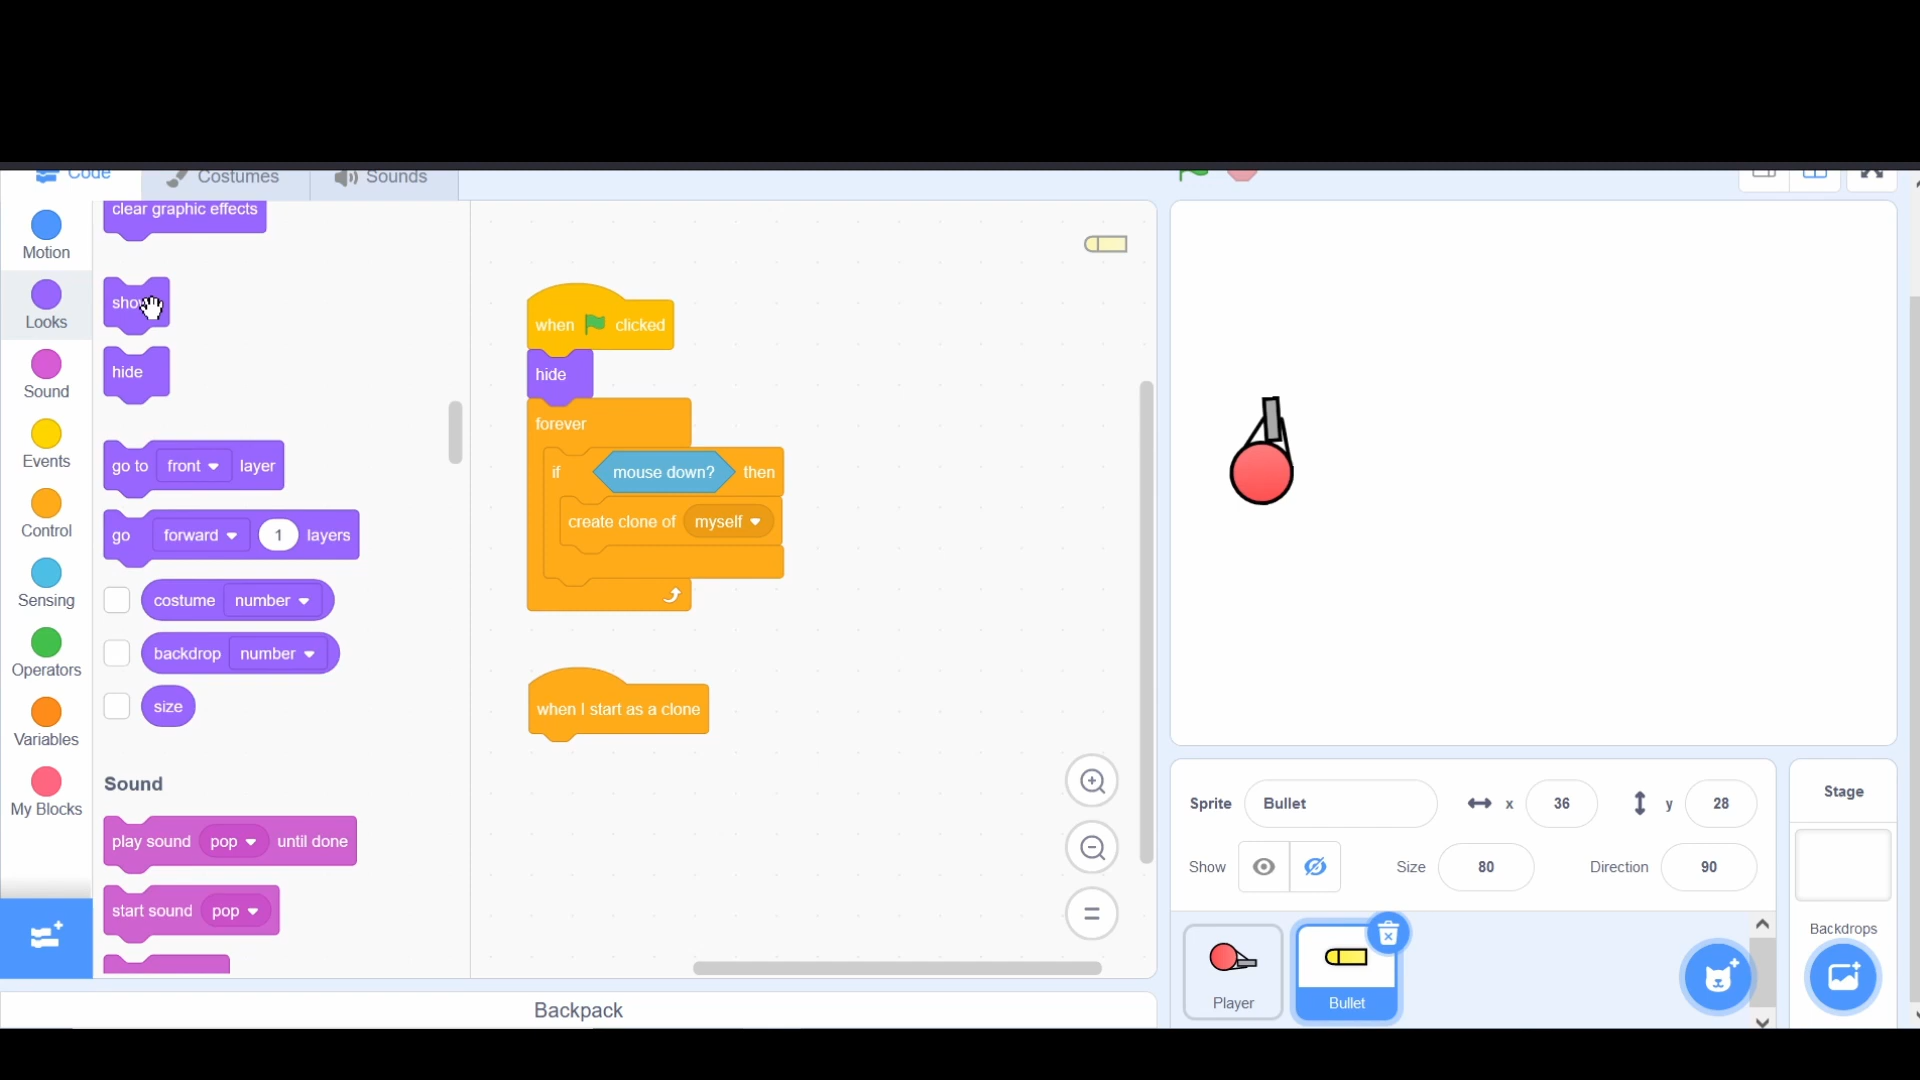 Code Costumes Sounds
Motion
Looks
Sound
Events
Control
Sensing
Operators
Variables
My Blocks
clear graphic effects
show
hide
go to front layer
go forward 1 layers
costume number
backdrop number
size
Sound
play sound pop until done
start sound pop
when clicked
hide
forever
if mouse down? then
create clone of myself
when I start as a clone
Backpack
Sprite Bullet x 36 y 28
Show Size 80 Direction 90
Player
Bullet
Stage
Backdrops